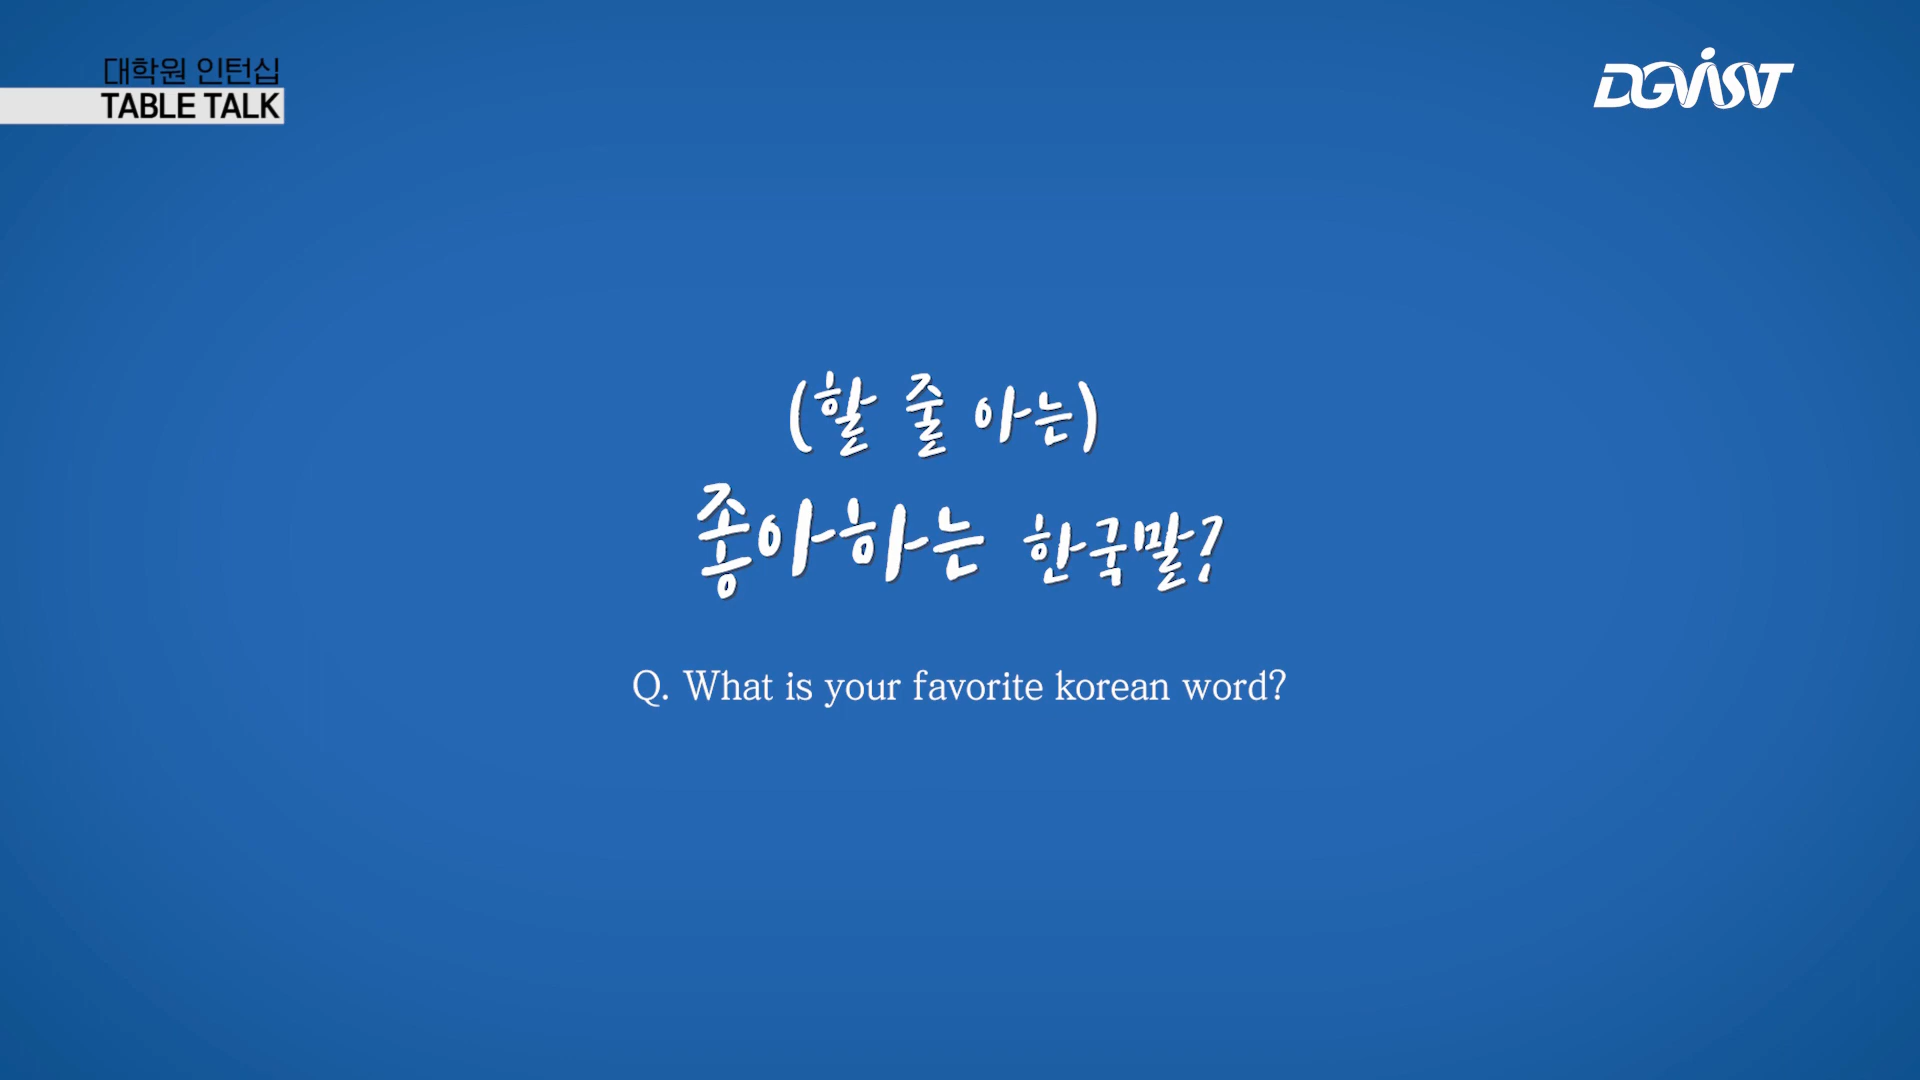 대학원 인턴십
TABLE TALK
DGIST
(할 줄 아는)
좋아하는 한국말?
Q. What is your favorite korean word?